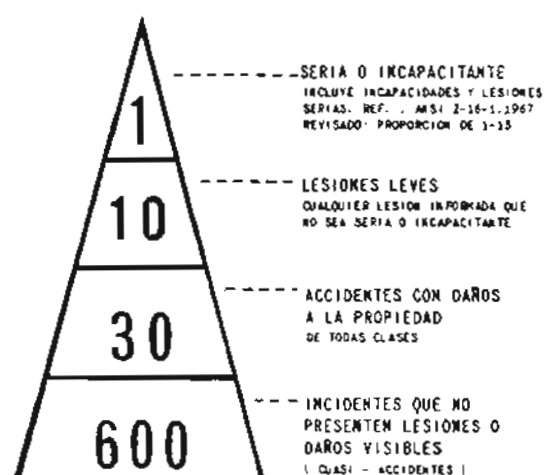 1
SERIA O INCAPACITANTE
INCLUYE INCAPACIDADES Y LESIONES
SERIAS. REF. . ANSI Z-16-1.1967
REVISADO: PROPORCION DE 1-15
10
LESIONES LEVES
CUALQUIER LESION INFORMADA QUE
NO SEA SERIA O INCAPACITANTE
30
ACCIDENTES CON DAÑOS
A LA PROPIEDAD
DE TODAS CLASES
600
INCIDENTES QUE NO
PRESENTEN LESIONES O
DAÑOS VISIBLES
( CUASI - ACCIDENTES )